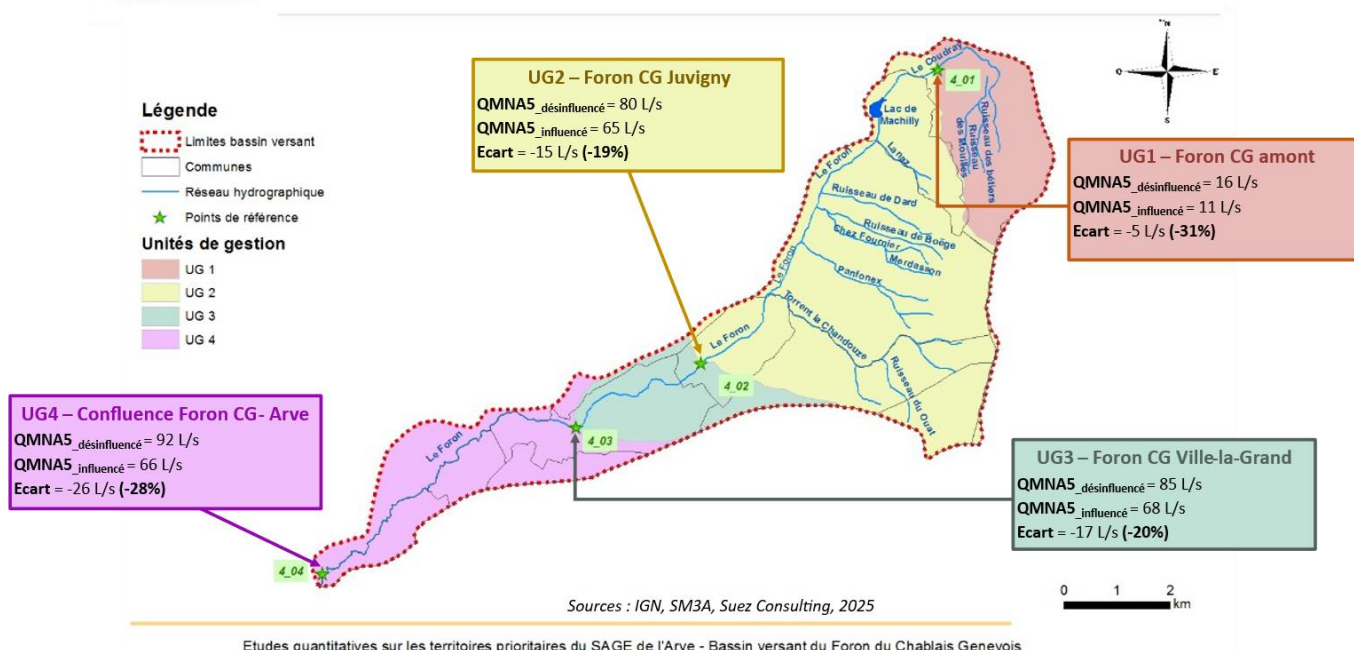 Légende
Limites bassin versant
Communes
Réseau hydrographique
Points de référence
Unités de gestion
UG 1
UG 2
UG 3
UG 4
UG2 – Foron CG Juvigny
QMNA5_désinfluencé = 80 L/s
QMNA5_influencé = 65 L/s
Ecart = -15 L/s (-19%)
N
O
E
S
UG1 – Foron CG amont
QMNA5_désinfluencé = 16 L/s
QMNA5_influencé = 11 L/s
Ecart = -5 L/s (-31%)
Le Coudray
4_01
Lac de
Machilly
Ruisseau des bétiers
Ruisseau
des Mouilles
Lanaz
Le Foron
Ruisseau de Dard
Ruisseau de Boëge
Chez Fournier
Merdasson
Le Foron
Panfonex
Torrent la Chandouze
Le Foron
Ruisseau du Ouat
4_02
4_03
Le Foron
4_04
UG4 – Confluence Foron CG- Arve
QMNA5_désinfluencé = 92 L/s
QMNA5_influencé = 66 L/s
Ecart = -26 L/s (-28%)
UG3 – Foron CG Ville-la-Grand
QMNA5_désinfluencé = 85 L/s
QMNA5_influencé = 68 L/s
Ecart = -17 L/s (-20%)
0 1 2
km
Sources : IGN, SM3A, Suez Consulting, 2025
Etudes quantitatives sur les territoires prioritaires du SAGE de l'Arve - Bassin versant du Foron du Chablais Genevois